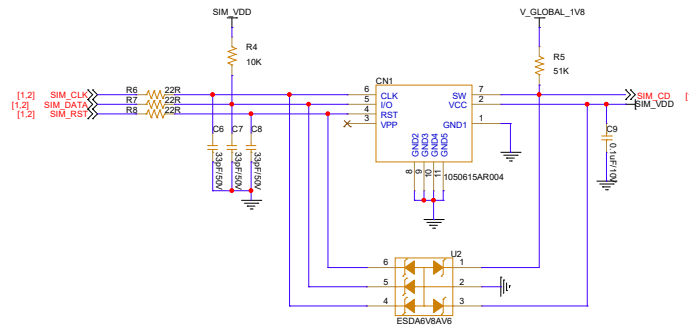 SIM_VDD
V_GLOBAL_1V8
R4
10K
R5
51K
CN1
[1,2] SIM_CLK R6 22R
[1,2] SIM_DATA R7 22R
[1,2] SIM_RST R8 22R
6 CLK SW 7
5 I/O VCC 2
4 RST
3 VPP GND1 1
SIM_CD [
SIM_VDD
C6 C7 C8
33pF/50V 33pF/50V 33pF/50V
C9
0.1uF/10V
GND2 GND3 GND4 GND5
8 9 10 11
1050615AR004
U2
6 1
5 2
4 3
ESDA6V8AV6